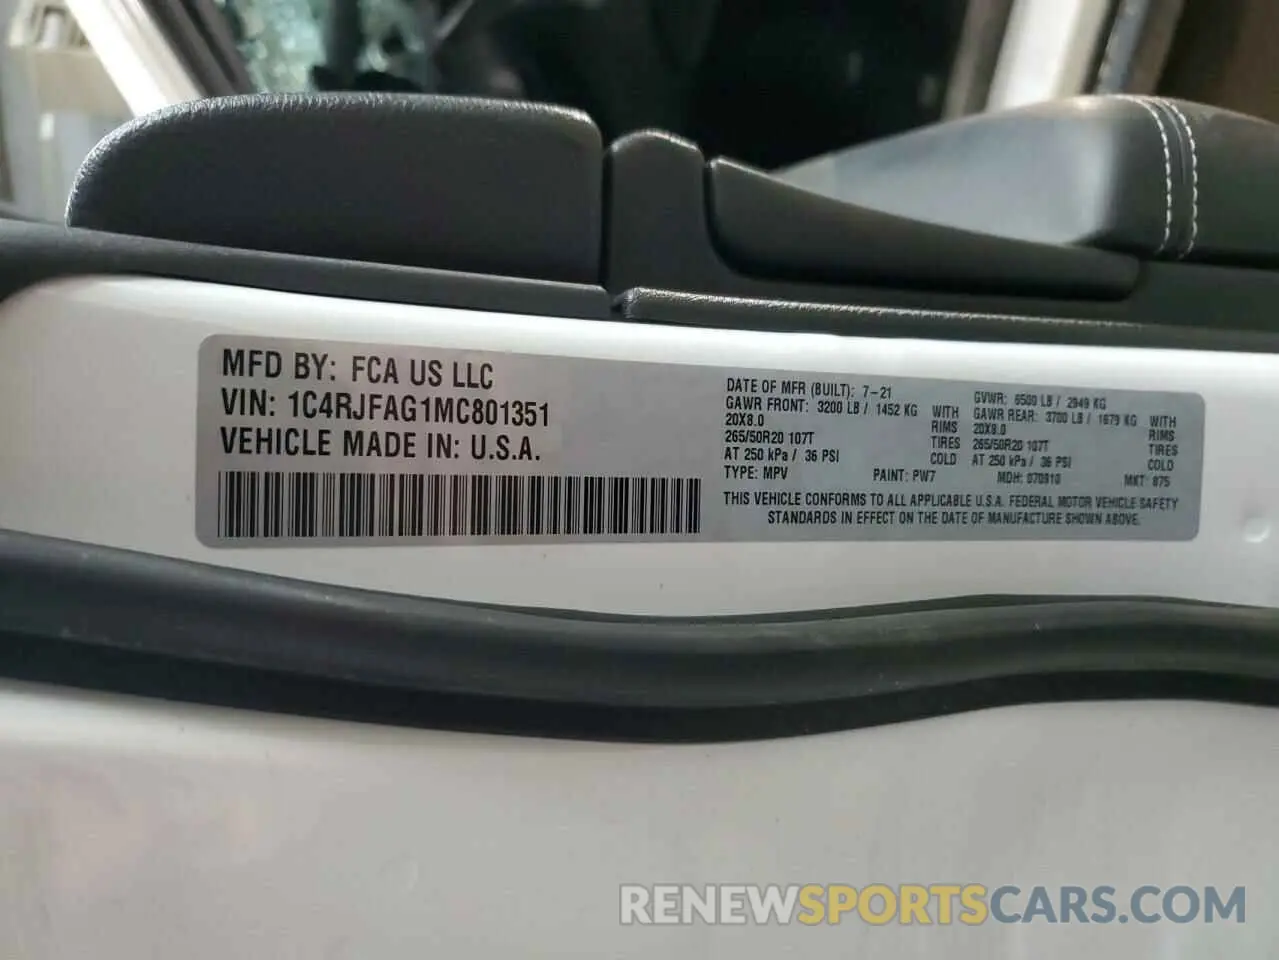 MFD BY: FCA US LLC
VIN: 1C4RJFAG1MC801351
VEHICLE MADE IN: U.S.A.
DATE OF MFR (BUILT): 7-21
GVWR: 6500 LB / 2949 KG
GAWR FRONT: 3200 LB / 1452 KG WITH
GAWR REAR: 3700 LB / 1679 KG WITH
20X8.0 RIMS
20X8.0 RIMS
265/50R20 107T TIRES
265/50R20 107T TIRES
AT 250 kPa / 36 PSI COLD
AT 250 kPa / 36 PSI COLD
TYPE: MPV PAINT: PW7 MDH: 070910 MKT: 875
THIS VEHICLE CONFORMS TO ALL APPLICABLE U.S.A. FEDERAL MOTOR VEHICLE SAFETY
STANDARDS IN EFFECT ON THE DATE OF MANUFACTURE SHOWN ABOVE.
RENEWSPORTSCARS.COM